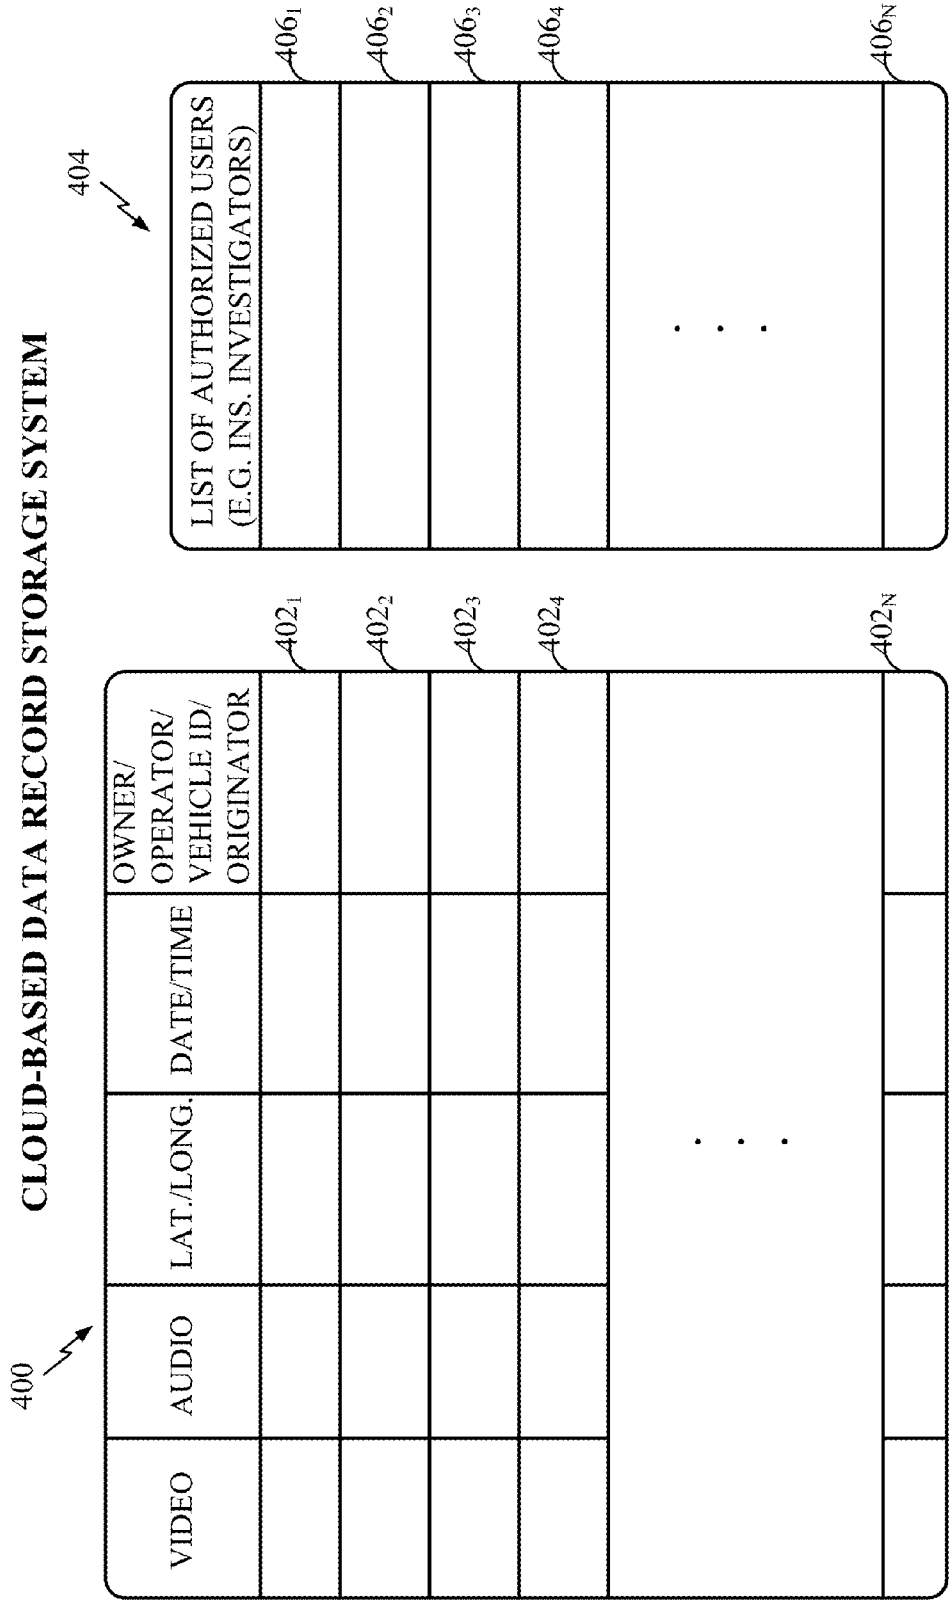 CLOUD-BASED DATA RECORD STORAGE SYSTEM
400
VIDEO
AUDIO
LAT./LONG.
DATE/TIME
OWNER/
OPERATOR/
VEHICLE ID/
ORIGINATOR
402₁
402₂
402₃
402₄
. . .
402N
404
LIST OF AUTHORIZED USERS
(E.G. INS. INVESTIGATORS)
406₁
406₂
406₃
406₄
. . .
406N